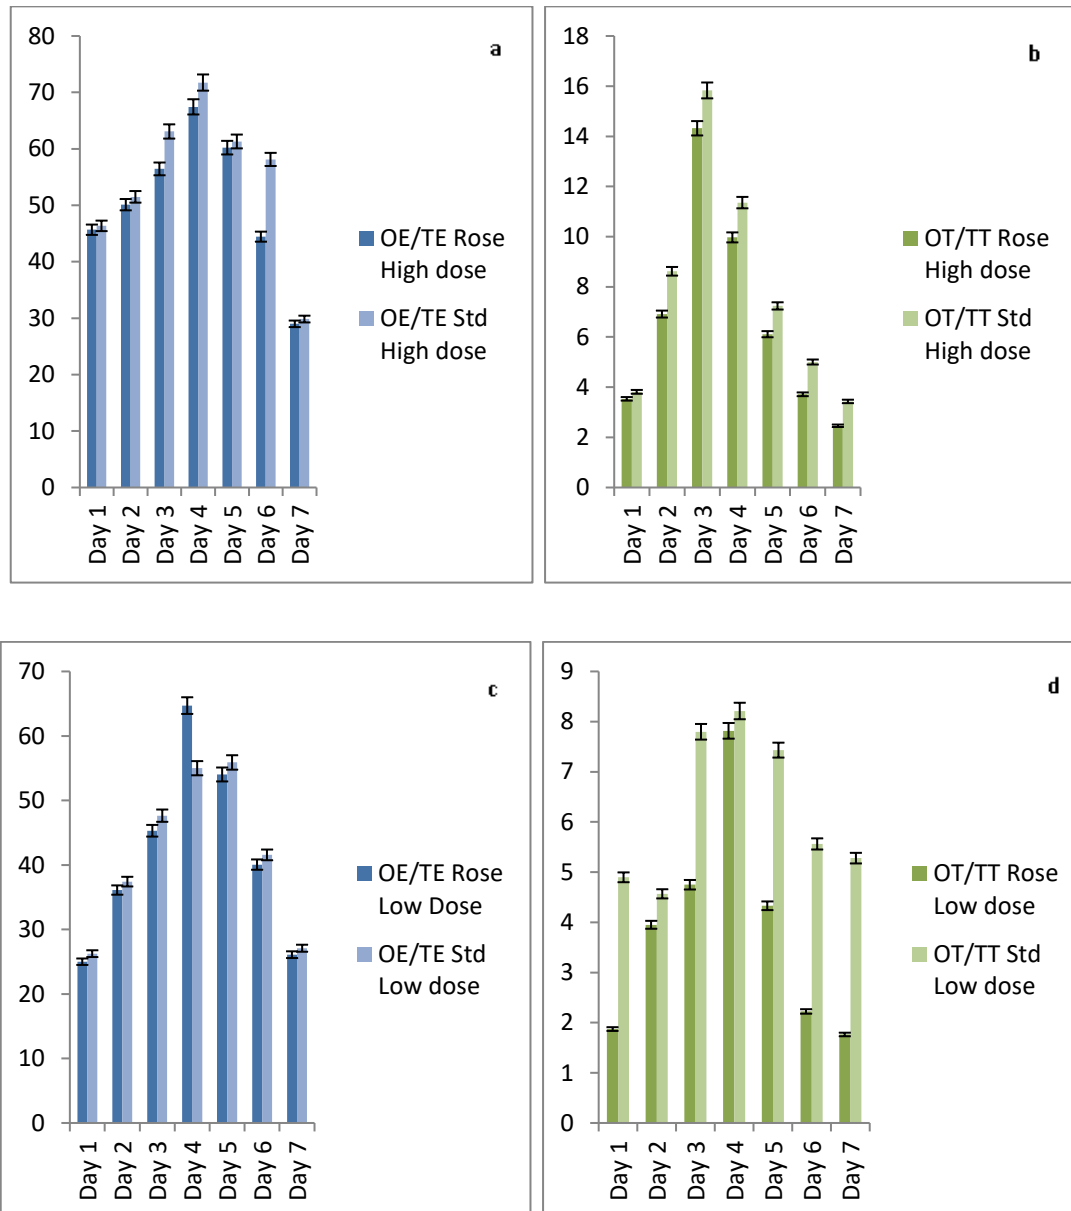 a
80
70
60
50
40
30
20
10
0
Day 1
Day 2
Day 3
Day 4
Day 5
Day 6
Day 7
OE/TE Rose
High dose
OE/TE Std
High dose
b
18
16
14
12
10
8
6
4
2
0
Day 1
Day 2
Day 3
Day 4
Day 5
Day 6
Day 7
OT/TT Rose
High dose
OT/TT Std
High dose
c
70
60
50
40
30
20
10
0
Day 1
Day 2
Day 3
Day 4
Day 5
Day 6
Day 7
OE/TE Rose
Low Dose
OE/TE Std
Low dose
d
9
8
7
6
5
4
3
2
1
0
Day 1
Day 2
Day 3
Day 4
Day 5
Day 6
Day 7
OT/TT Rose
Low dose
OT/TT Std
Low dose